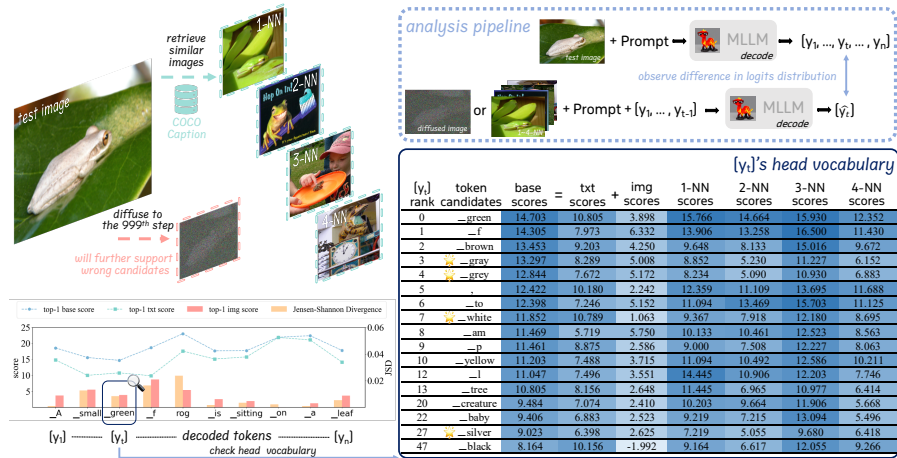 test image
retrieve
similar
images
COCO
Caption
1-NN
Hop On In!
2-NN
3-NN
4-NN
diffuse to
the 999th step
will further support
wrong candidates
analysis pipeline
test image
+ Prompt
MLLM
decode
[y1, ..., yt, ... , yn]
observe difference in logits distribution
diffused image
or
1~4-NN
+ Prompt + [y1, ... , yt-1]
MLLM
decode
[ŷt]
top-1 base score
top-1 txt score
top-1 img score
Jensen-Shannon Divergence
score
25
20
15
10
5
0.06
0.04
0.02
JSD
_A _small _green _f rog _is _sitting _on _a _leaf
[y1] [yt] decoded tokens [yn]
check head vocabulary
[yt]'s head vocabulary
[yt] rank token candidates base scores = txt scores + img scores 1-NN scores 2-NN scores 3-NN scores 4-NN scores
0 _green 14.703 10.805 3.898 15.766 14.664 15.930 12.352
1 _f 14.305 7.973 6.332 13.906 13.258 16.500 11.430
2 _brown 13.453 9.203 4.250 9.648 8.133 15.016 9.672
3 _gray 13.297 8.289 5.008 8.852 5.230 11.227 6.152
4 _grey 12.844 7.672 5.172 8.234 5.090 10.930 6.883
5 , 12.422 10.180 2.242 12.359 11.109 13.695 11.688
6 _to 12.398 7.246 5.152 11.094 13.469 15.703 11.125
7 _white 11.852 10.789 1.063 9.367 7.918 12.180 8.695
8 _am 11.469 5.719 5.750 10.133 10.461 12.523 8.563
9 _p 11.461 8.875 2.586 9.000 7.508 12.227 8.063
10 _yellow 11.203 7.488 3.715 11.094 10.492 12.586 10.211
12 _l 11.047 7.496 3.551 14.445 10.906 12.203 7.746
13 _tree 10.805 8.156 2.648 11.445 6.965 10.977 6.414
20 _creature 9.484 7.074 2.410 10.203 9.664 11.906 5.668
22 _baby 9.406 6.883 2.523 9.219 7.215 13.094 5.496
27 _silver 9.023 6.398 2.625 7.219 5.055 9.680 6.418
47 _black 8.164 10.156 -1.992 9.164 6.617 12.055 9.266